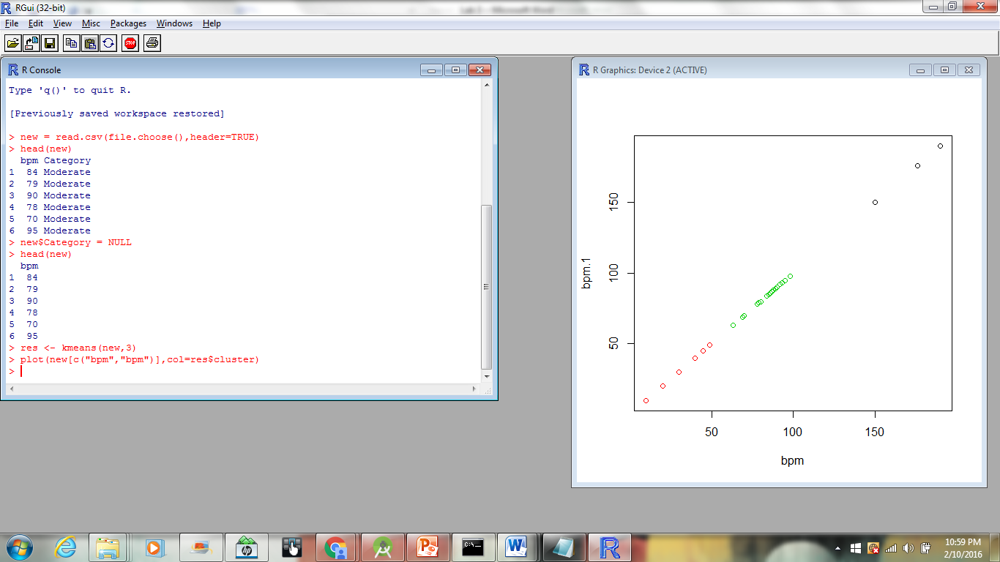 RGui (32-bit)
File Edit View Misc Packages Windows Help
STOP
R Console
Type 'q()' to quit R.
[Previously saved workspace restored]
> new = read.csv(file.choose(),header=TRUE)
> head(new)
  bpm Category
1  84 Moderate
2  79 Moderate
3  90 Moderate
4  78 Moderate
5  70 Moderate
6  95 Moderate
> new$Category = NULL
> head(new)
  bpm
1  84
2  79
3  90
4  78
5  70
6  95
> res <- kmeans(new,3)
> plot(new[c("bpm","bpm")],col=res$cluster)
>
R Graphics: Device 2 (ACTIVE)
bpm.1
150
100
50
50 100 150
bpm
hp
C:\
10:59 PM
2/10/2016